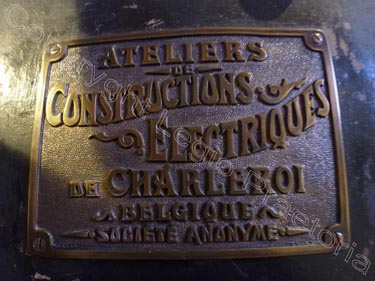 ATELIERS
DE
CONSTRUCTIONS
ELECTRIQUES
DE CHARLEROI
BELGIQUE
SOCIÉTÉ ANONYME